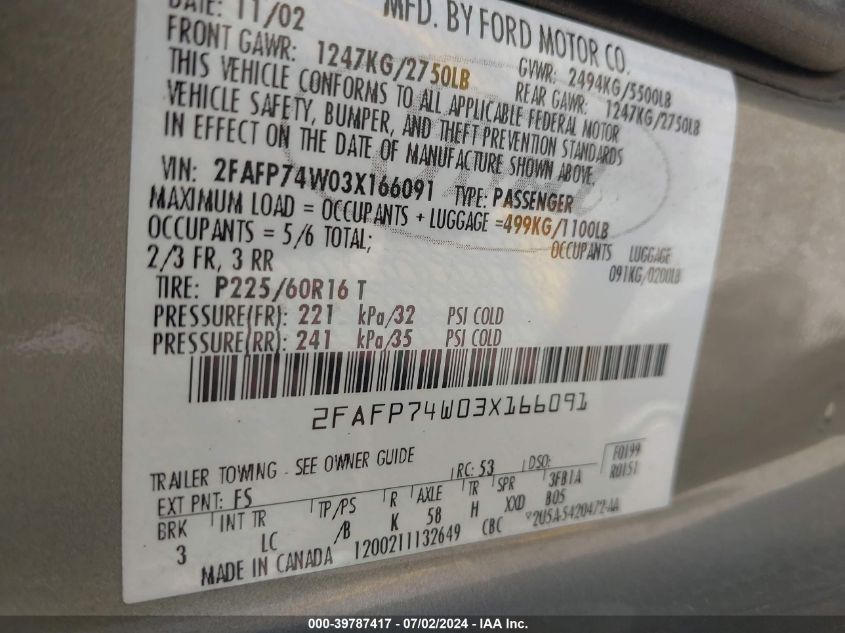 DATE: 11/02 MFD. BY FORD MOTOR CO.
FRONT GAWR: 1247KG/2750LB GVWR: 2494KG/5500LB
REAR GAWR: 1247KG/2750LB
THIS VEHICLE CONFORMS TO ALL APPLICABLE FEDERAL MOTOR
VEHICLE SAFETY, BUMPER, AND THEFT PREVENTION STANDARDS
IN EFFECT ON THE DATE OF MANUFACTURE SHOWN ABOVE.
VIN: 2FAFP74W03X166091 TYPE: PASSENGER
MAXIMUM LOAD = OCCUPANTS + LUGGAGE =499KG/1100LB
OCCUPANTS = 5/6 TOTAL; OCCUPANTS LUGGAGE
2/3 FR, 3 RR 091KG/0200LB
TIRE: P225/60R16 T
PRESSURE(FR): 221 kPa/32 PSI COLD
PRESSURE(RR): 241 kPa/35 PSI COLD
2FAFP74W03X166091
TRAILER TOWING - SEE OWNER GUIDE
EXT PNT: FS RC: 53 DSO: F0199
R0151
BRK INT TR TP/PS R AXLE TR SPR 3FB1A
3 LC /B K 58 H XXD B05
MADE IN CANADA 1200211132649 CBC 2U5A-5420472-AA
000-39787417 - 07/02/2024 - IAA Inc.